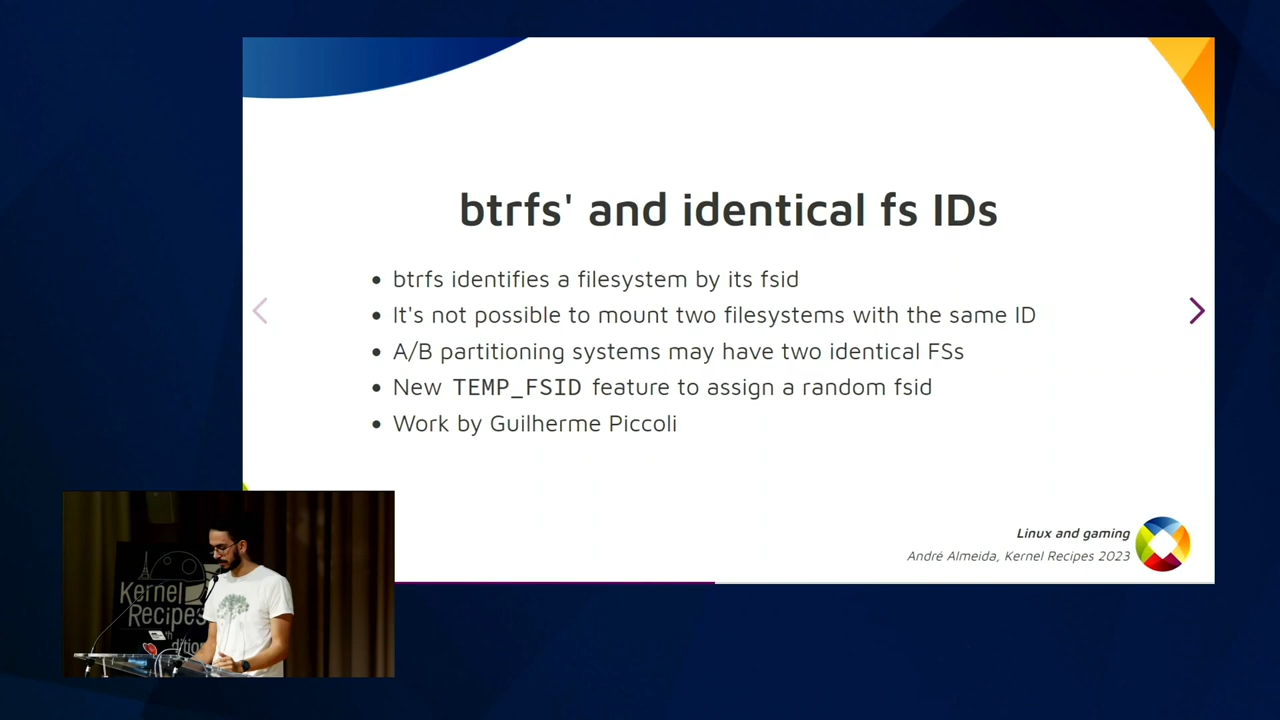 btrfs' and identical fs IDs
btrfs identifies a filesystem by its fsid
It's not possible to mount two filesystems with the same ID
A/B partitioning systems may have two identical FSs
New TEMP_FSID feature to assign a random fsid
Work by Guilherme Piccoli
Linux and gaming
André Almeida, Kernel Recipes 2023
Kernel
Recipes